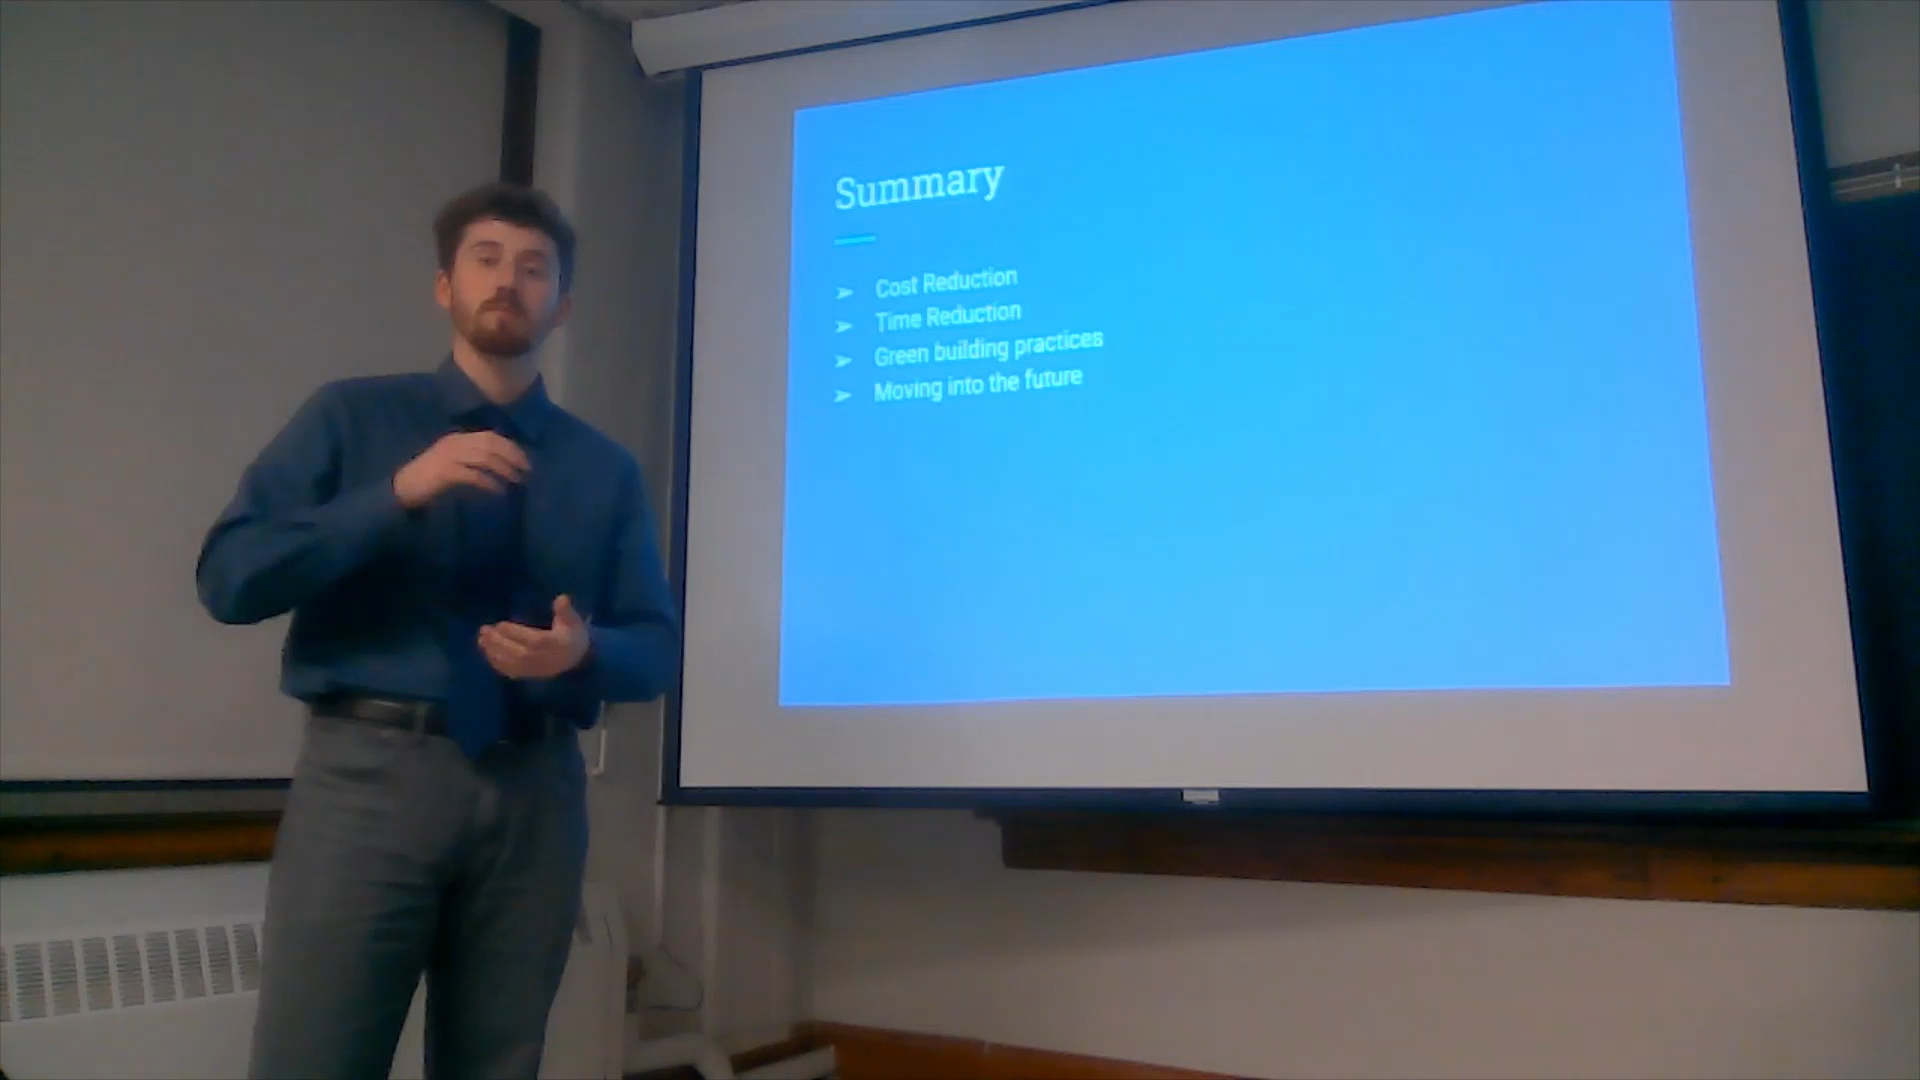 Summary
➢ Cost Reduction
➢ Time Reduction
➢ Green building practices
➢ Moving into the future